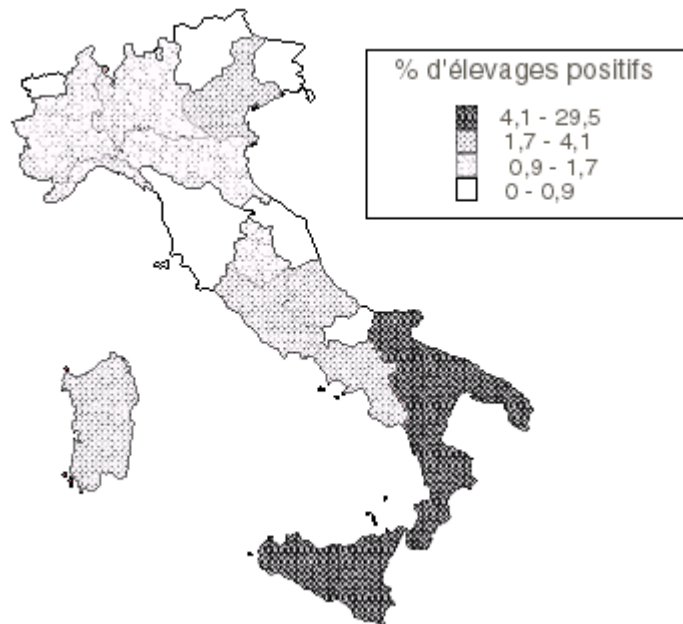 % d'élevages positifs
4,1 - 29,5
1,7 - 4,1
0,9 - 1,7
0 - 0,9